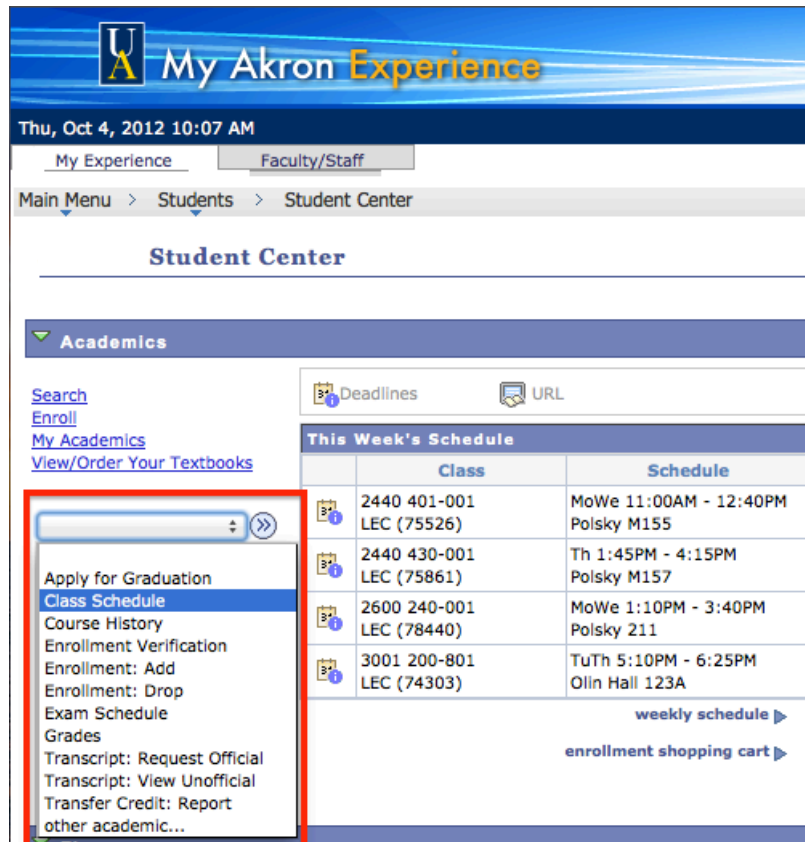 UA My Akron Experience
Thu, Oct 4, 2012 10:07 AM
My Experience Faculty/Staff
Main Menu > Students > Student Center
Student Center
Academics
Search
Enroll
My Academics
View/Order Your Textbooks
Apply for Graduation
Class Schedule
Course History
Enrollment Verification
Enrollment: Add
Enrollment: Drop
Exam Schedule
Grades
Transcript: Request Official
Transcript: View Unofficial
Transfer Credit: Report
other academic...
Deadlines URL
This Week's Schedule
Class Schedule
2440 401-001 MoWe 11:00AM - 12:40PM
LEC (75526) Polsky M155
2440 430-001 Th 1:45PM - 4:15PM
LEC (75861) Polsky M157
2600 240-001 MoWe 1:10PM - 3:40PM
LEC (78440) Polsky 211
3001 200-801 TuTh 5:10PM - 6:25PM
LEC (74303) Olin Hall 123A
weekly schedule
enrollment shopping cart